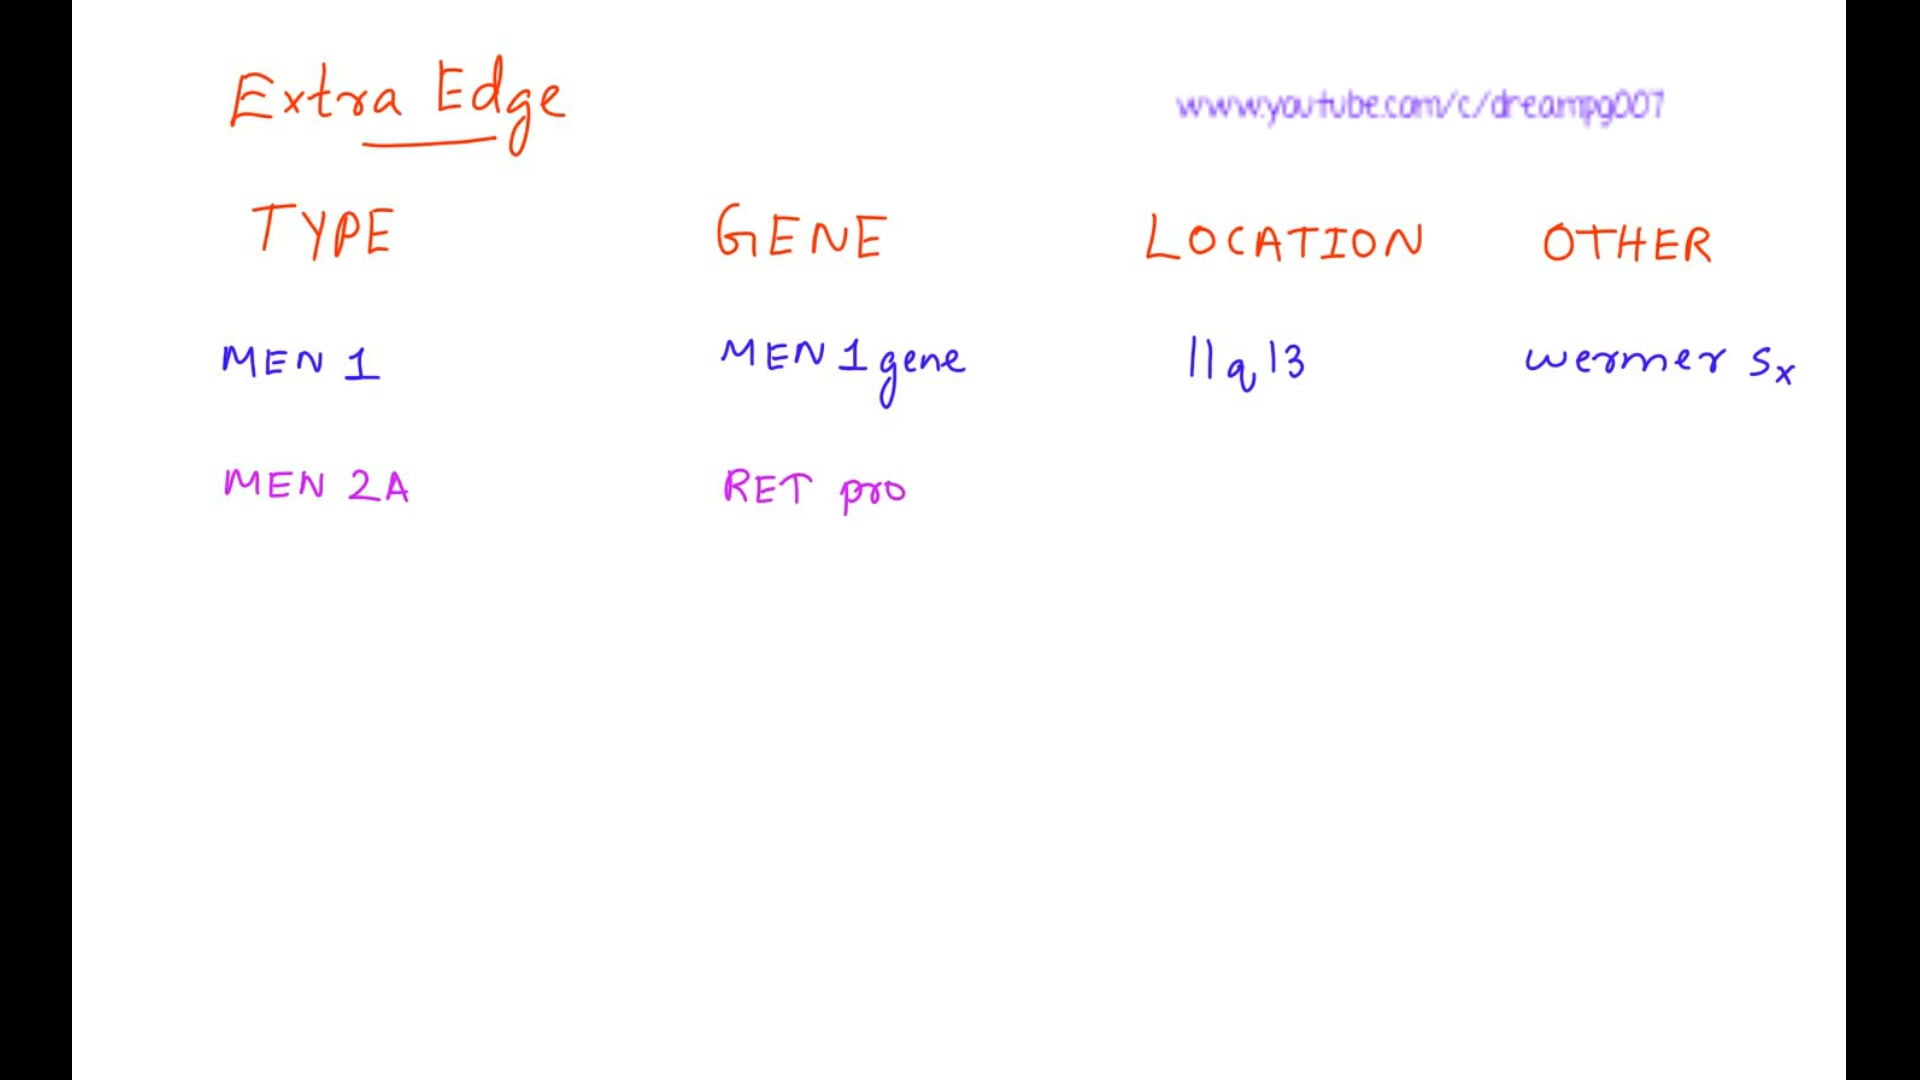 Extra Edge
www.youtube.com/c/dreampg007
TYPE GENE LOCATION OTHER
MEN 1 MEN 1 gene 11q13 wermer Sx
MEN 2A RET pro